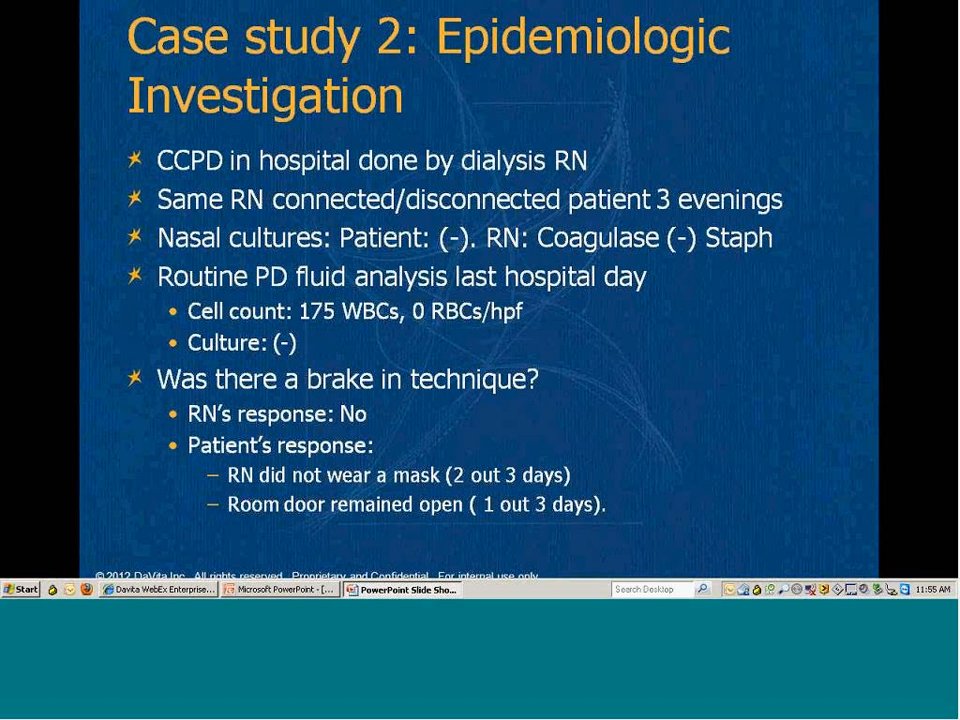 Case study 2: Epidemiologic
Investigation
CCPD in hospital done by dialysis RN
Same RN connected/disconnected patient 3 evenings
Nasal cultures: Patient: (-). RN: Coagulase (-) Staph
Routine PD fluid analysis last hospital day
Cell count: 175 WBCs, 0 RBCs/hpf
Culture: (-)
Was there a brake in technique?
RN's response: No
Patient's response:
– RN did not wear a mask (2 out 3 days)
– Room door remained open ( 1 out 3 days).
© 2012 DaVita Inc. All rights reserved. Proprietary and Confidential. For internal use only.
Start
Davita WebEx Enterprise...
Microsoft PowerPoint - [...
PowerPoint Slide Sho...
Search Desktop
11:55 AM